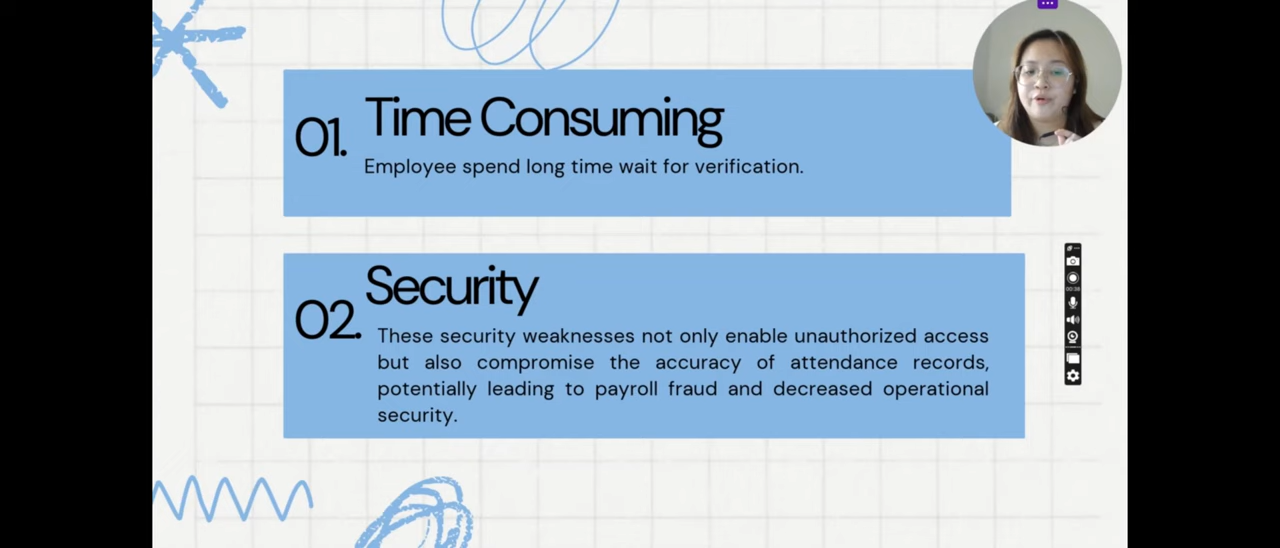 01.
Time Consuming
Employee spend long time wait for verification.
02.
Security
These security weaknesses not only enable unauthorized access
but also compromise the accuracy of attendance records,
potentially leading to payroll fraud and decreased operational
security.